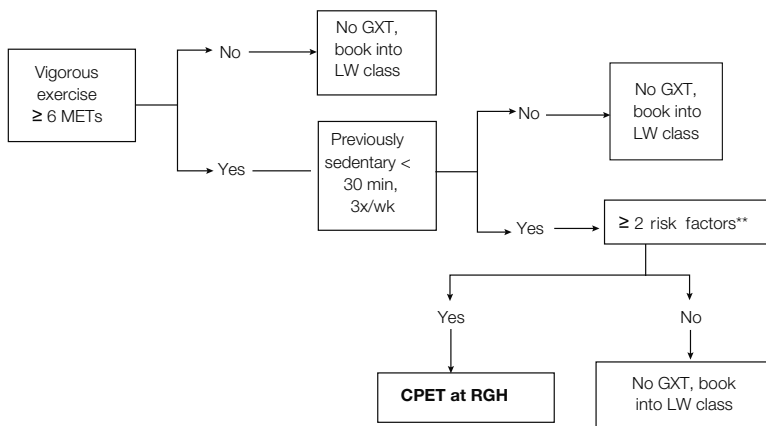 Vigorous
exercise
≥ 6 METs
No
No GXT,
book into
LW class
Yes
Previously
sedentary <
30 min,
3x/wk
No
No GXT,
book into
LW class
Yes
≥ 2 risk factors**
Yes
CPET at RGH
No
No GXT, book
into LW class